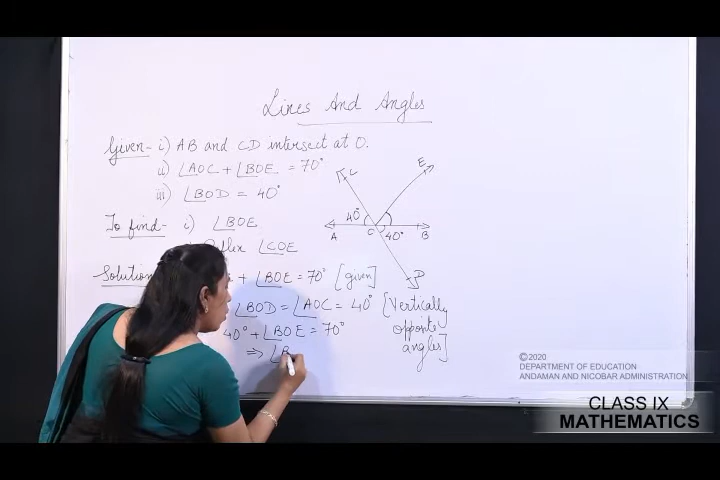 Lines And Angles
Given- i) AB and CD intersect at O.
ii) ∠AOC + ∠BOE = 70°
iii) ∠BOD = 40°
To find- i) ∠BOE
Reflex ∠COE
Solution
+ ∠BOE = 70° [given]
∠BOD = ∠AOC = 40° [Vertically opposite angles]
40° + ∠BOE = 70°
⇒ ∠B
C
E
40°
A
O
40°
B
D
©2020
DEPARTMENT OF EDUCATION
ANDAMAN AND NICOBAR ADMINISTRATION
CLASS IX
MATHEMATICS